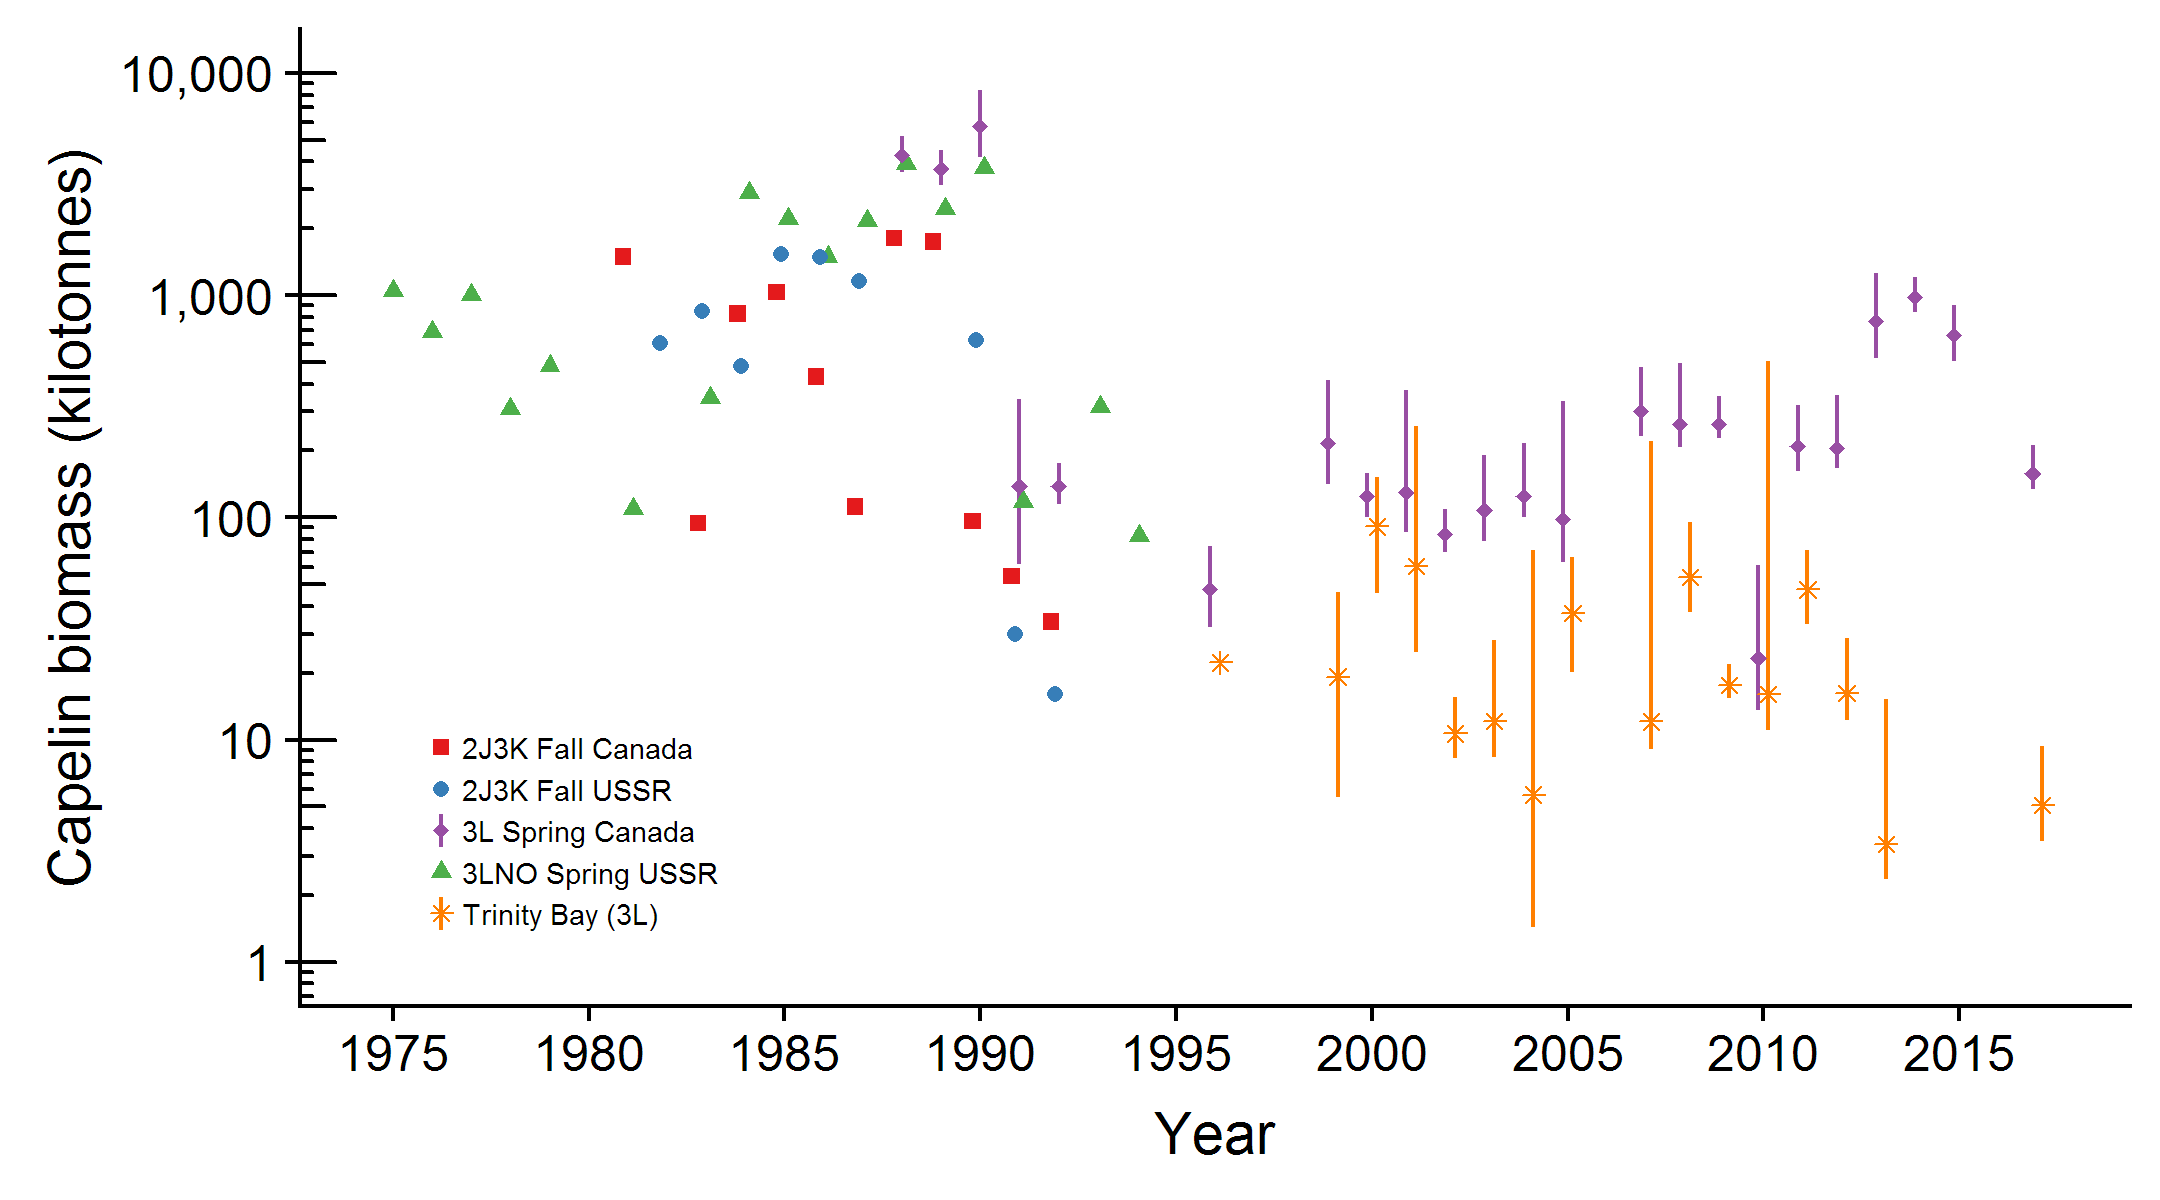 Capelin biomass (kilotonnes)
10,000
1,000
100
10
1
2J3K Fall Canada
2J3K Fall USSR
3L Spring Canada
3LNO Spring USSR
Trinity Bay (3L)
1975 1980 1985 1990 1995 2000 2005 2010 2015
Year